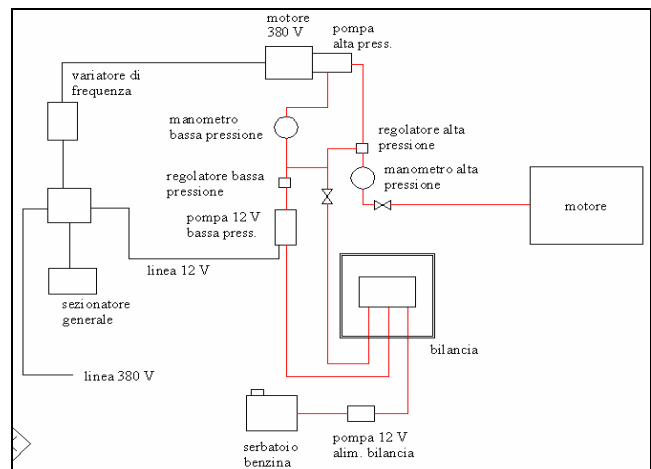 motore
380 V
pompa
alta press.
variatore di
frequenza
manometro
bassa pressione
regolatore alta
pressione
regolatore bassa
pressione
manometro alta
pressione
motore
pompa 12 V
bassa press.
linea 12 V
sezionatore
generale
bilancia
linea 380 V
serbatoio
benzina
pompa 12 V
alim. bilancia